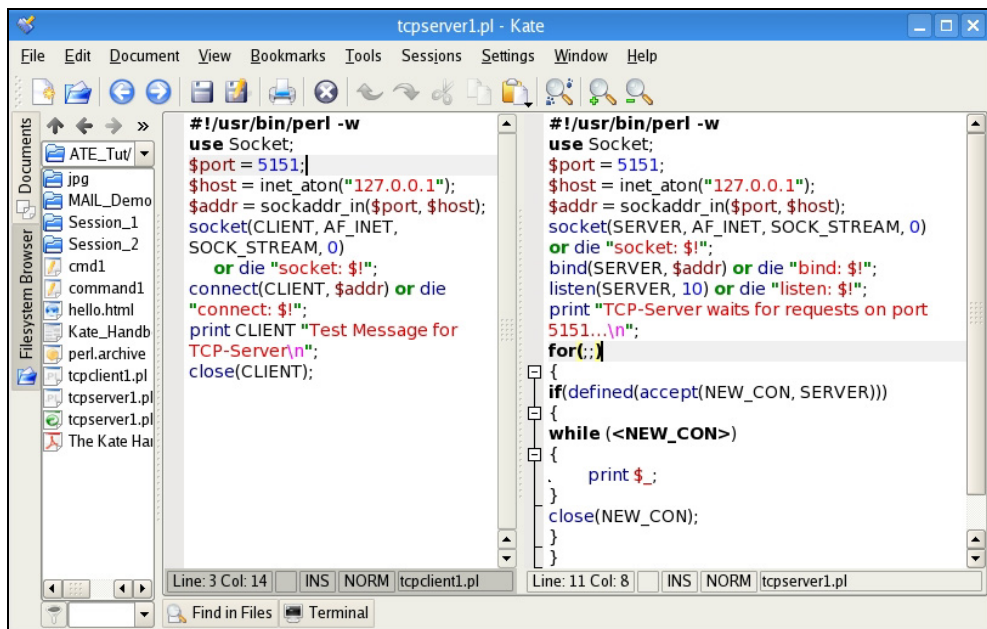 tcpserver1.pl - Kate
File Edit Document View Bookmarks Tools Sessions Settings Window Help
Documents
Filesystem Browser
»
ATE_Tut/
jpg
MAIL_Demo
Session_1
Session_2
cmd1
command1
hello.html
Kate_Handb
perl.archive
tcpclient1.pl
tcpserver1.pl
tcpserver1.pl
The Kate Hai
#!/usr/bin/perl -w
use Socket;
$port = 5151;
$host = inet_aton("127.0.0.1");
$addr = sockaddr_in($port, $host);
socket(CLIENT, AF_INET,
SOCK_STREAM, 0)
or die "socket: $!";
connect(CLIENT, $addr) or die
"connect: $!";
print CLIENT "Test Message for
TCP-Server\n";
close(CLIENT);
Line: 3 Col: 14 INS NORM tcpclient1.pl
#!/usr/bin/perl -w
use Socket;
$port = 5151;
$host = inet_aton("127.0.0.1");
$addr = sockaddr_in($port, $host);
socket(SERVER, AF_INET, SOCK_STREAM, 0)
or die "socket: $!";
bind(SERVER, $addr) or die "bind: $!";
listen(SERVER, 10) or die "listen: $!";
print "TCP-Server waits for requests on port
5151...\n";
for(;;)
{
if(defined(accept(NEW_CON, SERVER)))
{
while (<NEW_CON>)
{
. print $_;
}
close(NEW_CON);
}
}
Line: 11 Col: 8 INS NORM tcpserver1.pl
Find in Files Terminal